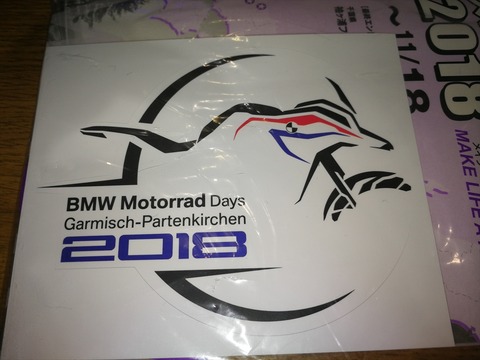 BMW Motorrad Days
Garmisch-Partenkirchen
2018
～11/18
2018
MAKE LIFE A